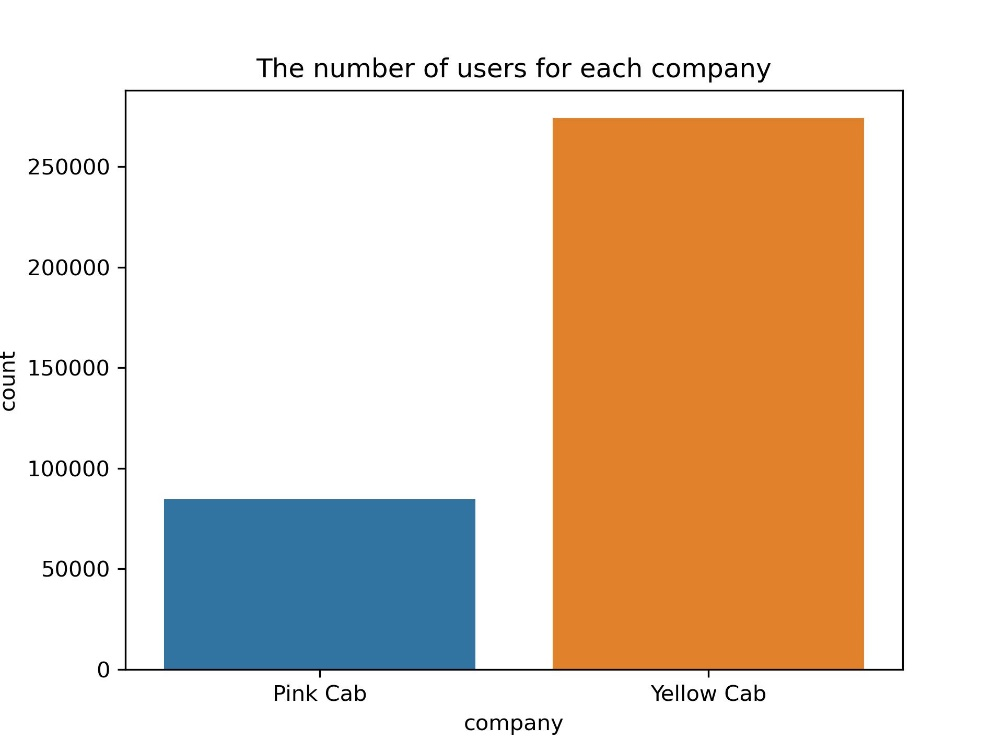 The number of users for each company
250000
200000
150000
100000
50000
0
count
Pink Cab
Yellow Cab
company